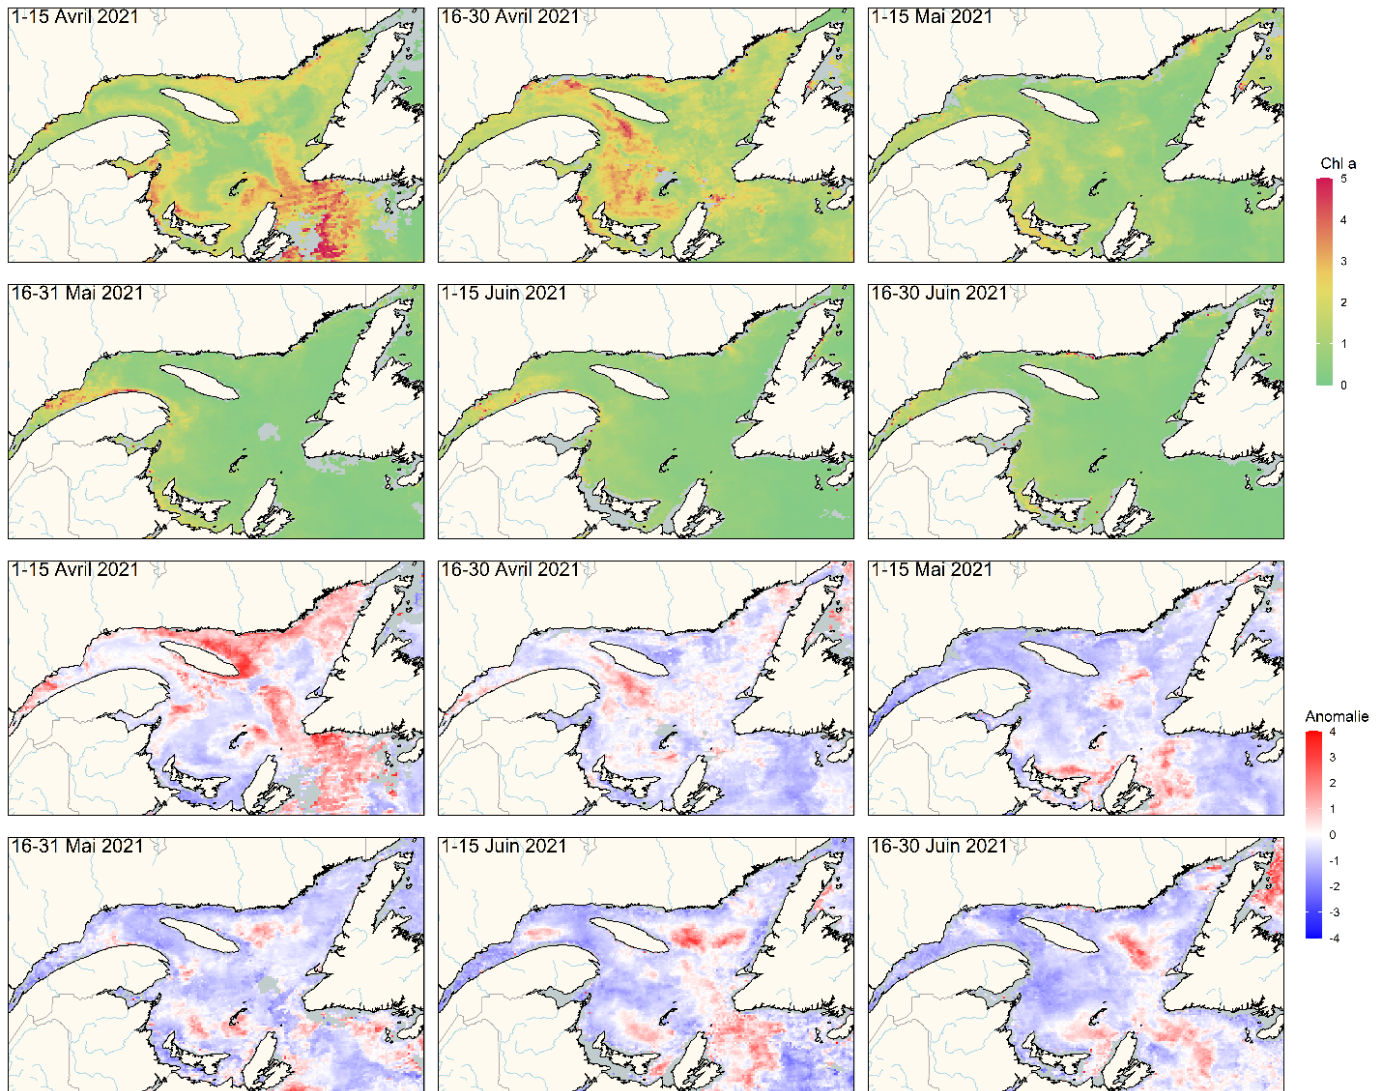 1-15 Avril 2021
16-30 Avril 2021
1-15 Mai 2021
Chl a
5
4
3
2
1
0
16-31 Mai 2021
1-15 Juin 2021
16-30 Juin 2021
1-15 Avril 2021
16-30 Avril 2021
1-15 Mai 2021
Anomalie
4
3
2
1
0
-1
-2
-3
-4
16-31 Mai 2021
1-15 Juin 2021
16-30 Juin 2021